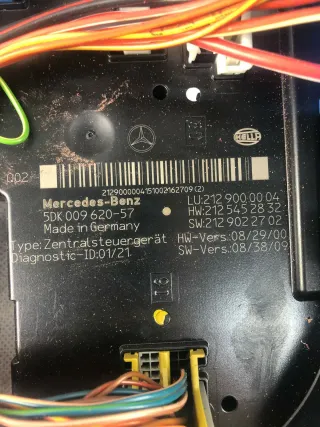 HELLA
002
2129000004151002162709(2)
Mercedes-Benz
5DK 009 620-57
Made in Germany
Type:Zentralsteuergerät
Diagnostic-ID:01/21
LU:212 900 00 04
HW:212 545 28 32
SW:212 902 27 02
HW-Vers:08/29/00
SW-Vers:08/38/09